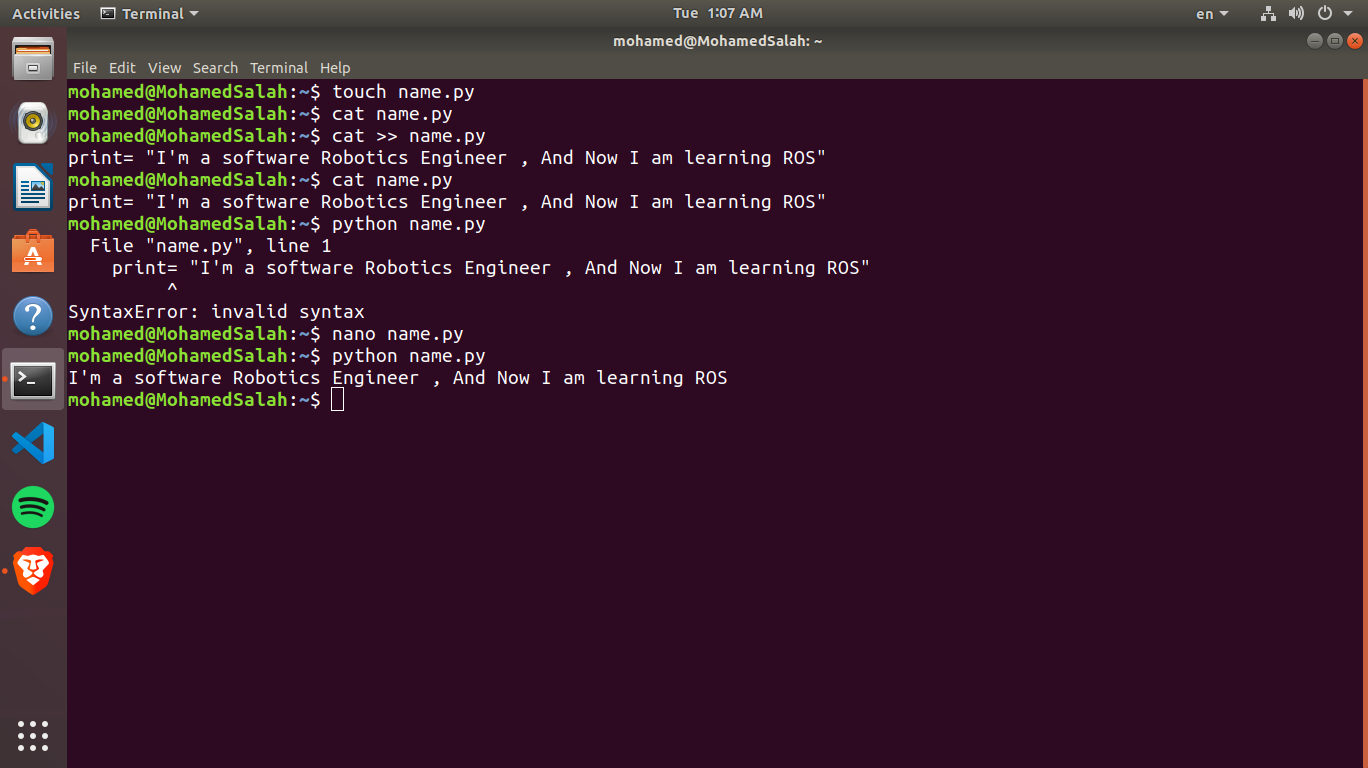 Activities Terminal Tue 1:07 AM en
mohamed@MohamedSalah: ~
File Edit View Search Terminal Help
mohamed@MohamedSalah:~$ touch name.py
mohamed@MohamedSalah:~$ cat name.py
mohamed@MohamedSalah:~$ cat >> name.py
print= "I'm a software Robotics Engineer , And Now I am learning ROS"
mohamed@MohamedSalah:~$ cat name.py
print= "I'm a software Robotics Engineer , And Now I am learning ROS"
mohamed@MohamedSalah:~$ python name.py
  File "name.py", line 1
    print= "I'm a software Robotics Engineer , And Now I am learning ROS"
         ^
SyntaxError: invalid syntax
mohamed@MohamedSalah:~$ nano name.py
mohamed@MohamedSalah:~$ python name.py
I'm a software Robotics Engineer , And Now I am learning ROS
mohamed@MohamedSalah:~$